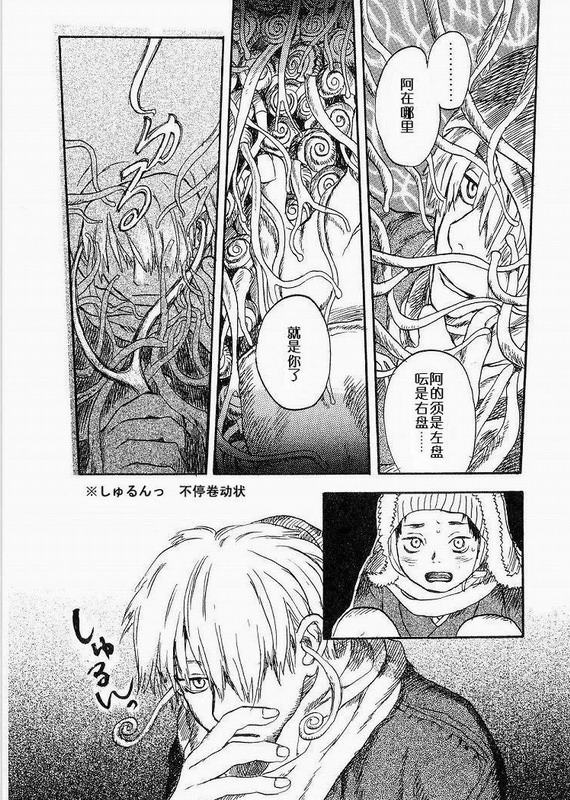 …………
阿在哪里
阿的须是左盘
吽是右盘……
就是你了
しゅる
※しゅるんっ 不停卷动状
しゅるんっ